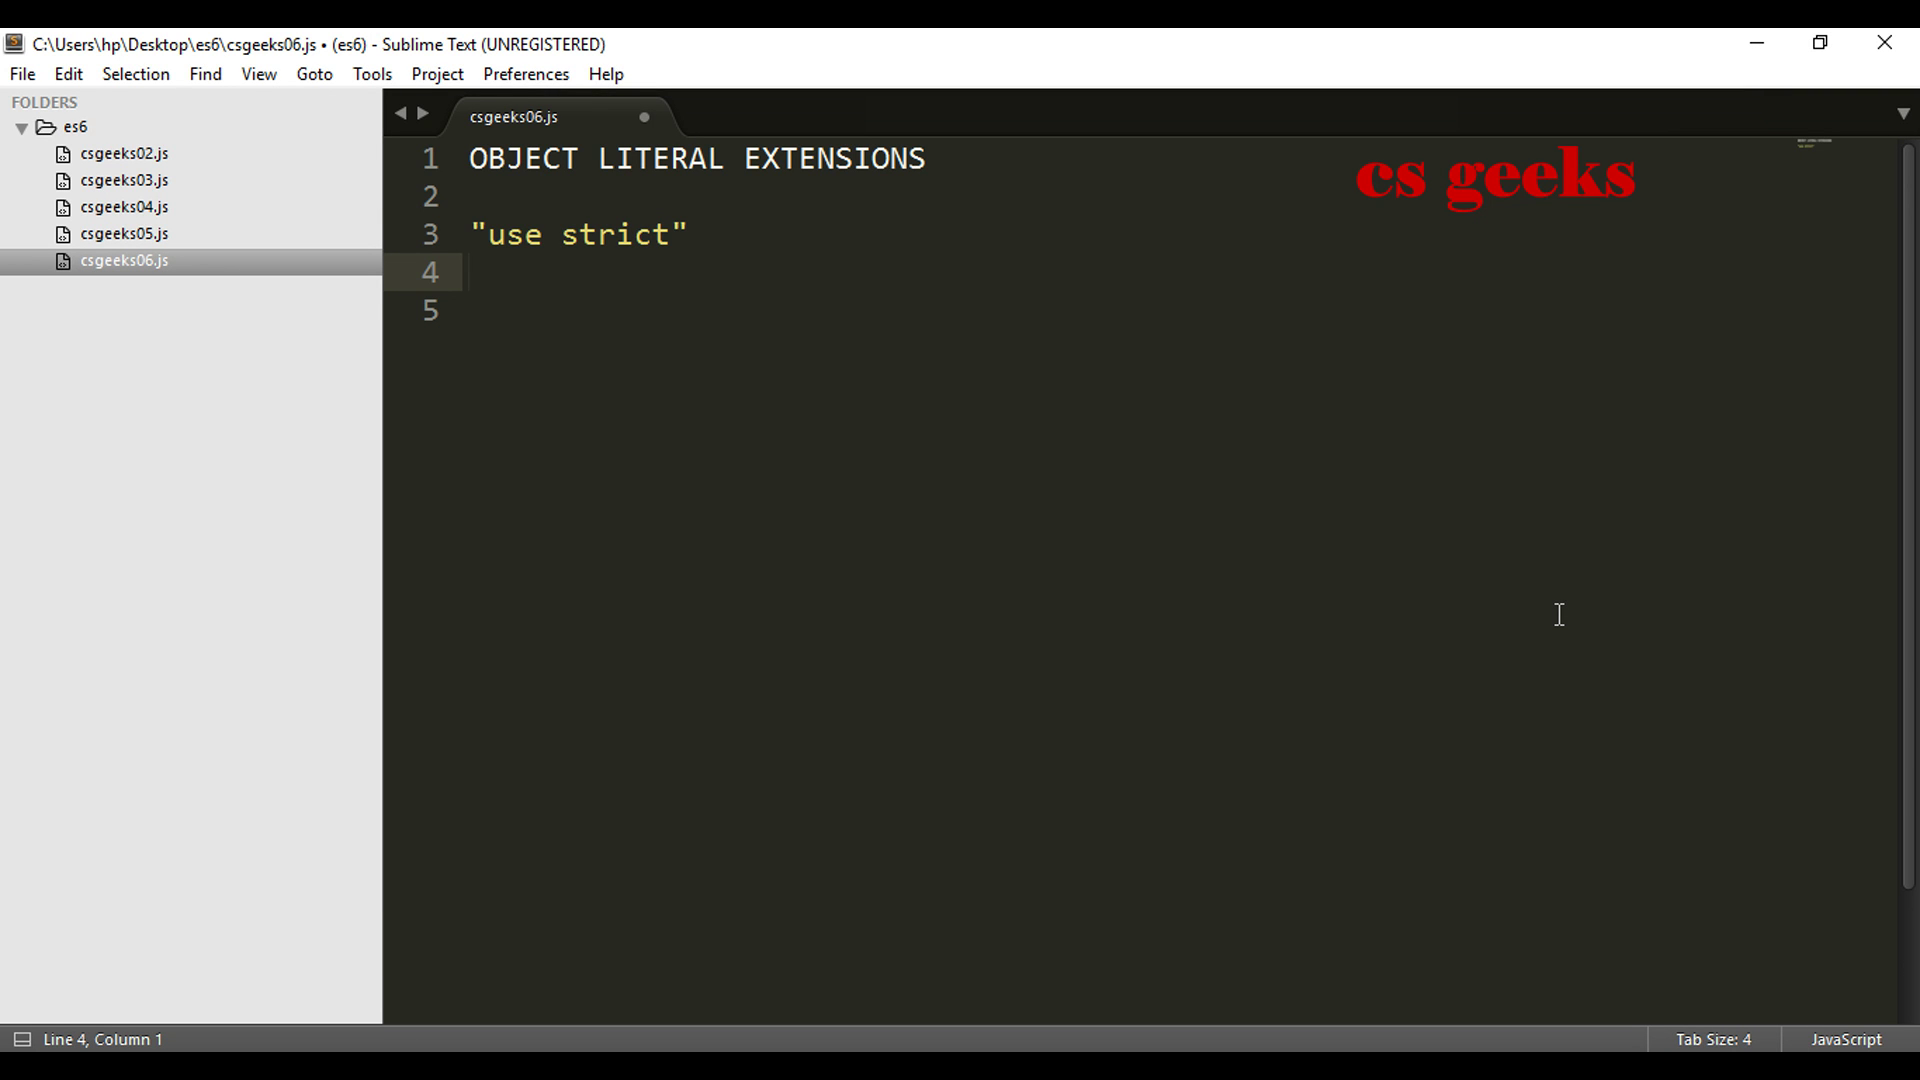 C:\Users\hp\Desktop\es6\csgeeks06.js • (es6) - Sublime Text (UNREGISTERED)
File Edit Selection Find View Goto Tools Project Preferences Help
FOLDERS
es6
csgeeks02.js
csgeeks03.js
csgeeks04.js
csgeeks05.js
csgeeks06.js
csgeeks06.js
1 OBJECT LITERAL EXTENSIONS
2
3 "use strict"
4
5
cs geeks
Line 4, Column 1
Tab Size: 4
JavaScript